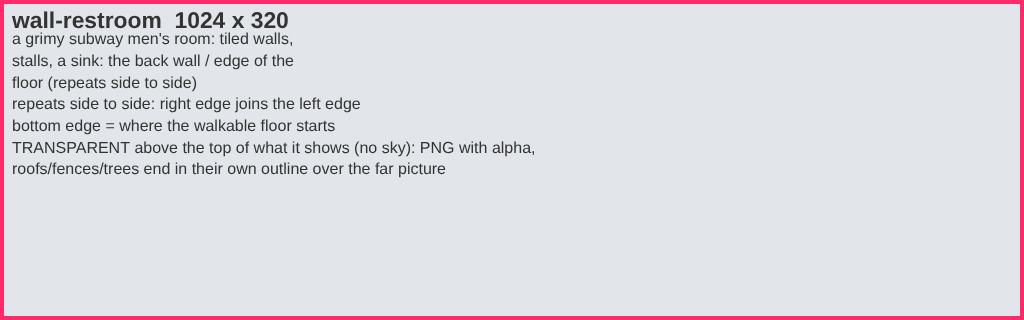 wall-restroom  1024 x 320
a grimy subway men's room: tiled walls,
stalls, a sink: the back wall / edge of the
floor (repeats side to side)
repeats side to side: right edge joins the left edge
bottom edge = where the walkable floor starts
TRANSPARENT above the top of what it shows (no sky): PNG with alpha,
roofs/fences/trees end in their own outline over the far picture